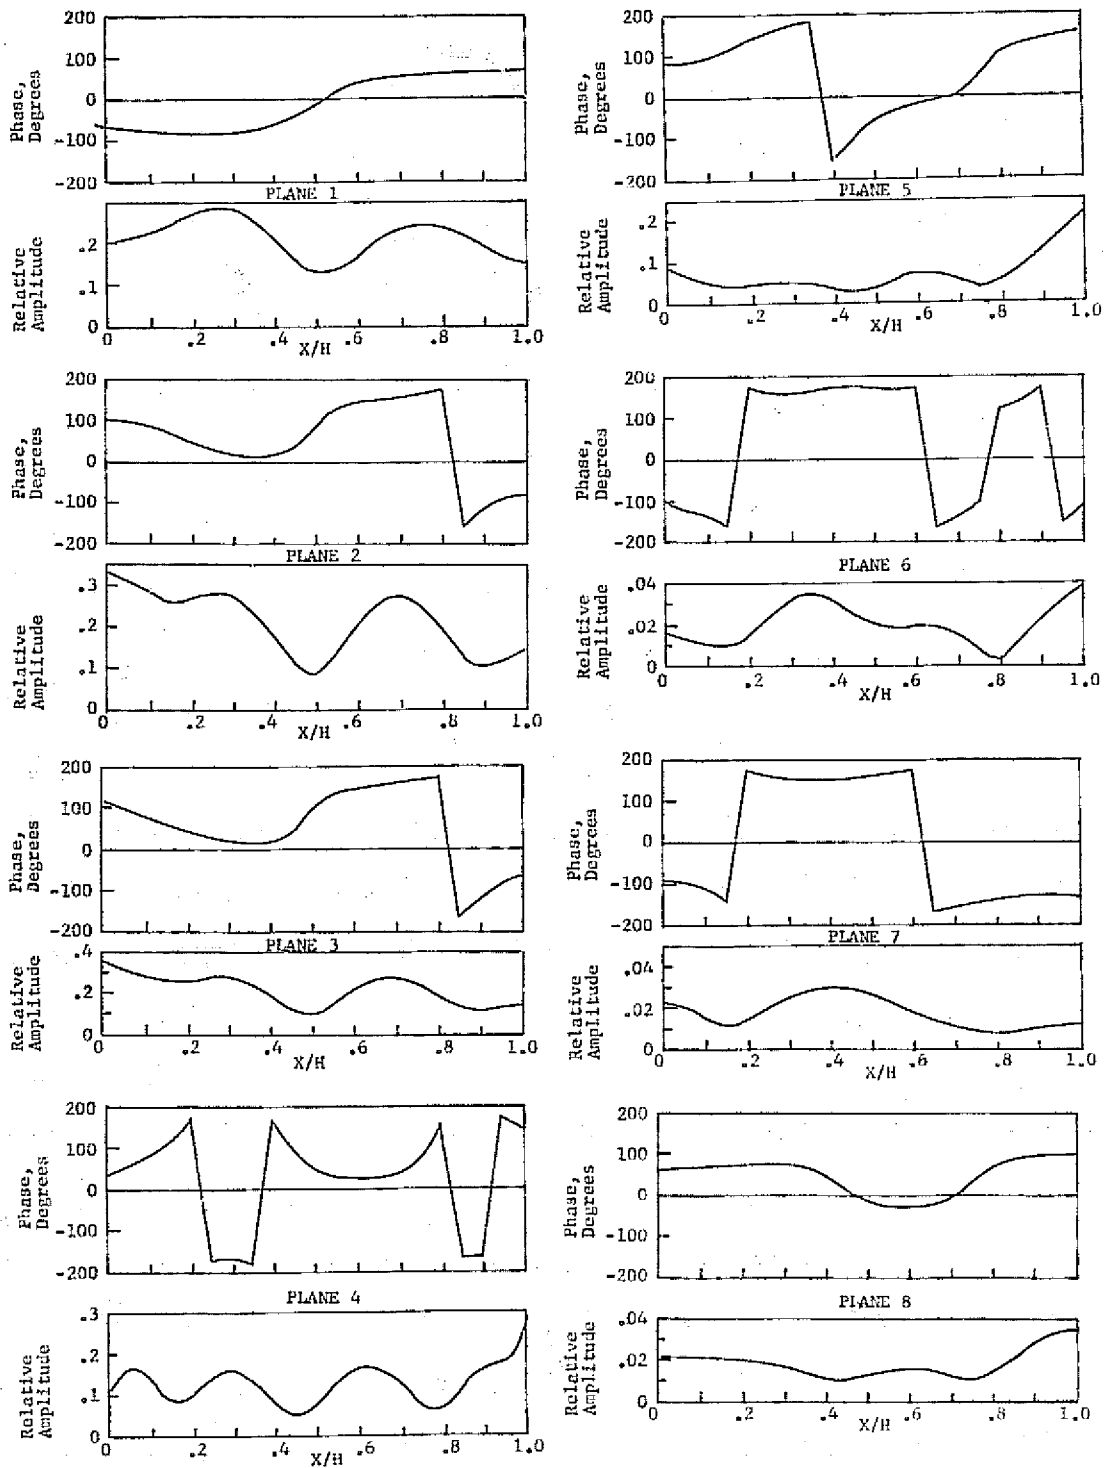 Phase, Degrees
200
100
0
-100
-200
PLANE 1
Relative Amplitude
.2
.1
0
0 .2 .4 .6 .8 1.0
X/H
Phase, Degrees
200
100
0
-100
-200
PLANE 2
Relative Amplitude
.3
.2
.1
0
0 .2 .4 .6 .8 1.0
X/H
Phase, Degrees
200
100
0
-100
-200
PLANE 3
Relative Amplitude
.4
.2
0
0 .2 .4 .6 .8 1.0
X/H
Phase, Degrees
200
100
0
-100
-200
PLANE 4
Relative Amplitude
.3
.2
.1
0
0 .2 .4 .6 .8 1.0
X/H
Phase, Degrees
200
100
0
-100
-200
PLANE 5
Relative Amplitude
.2
.1
0
0 .2 .4 .6 .8 1.0
X/H
Phase, Degrees
200
100
0
-100
-200
PLANE 6
Relative Amplitude
.04
.02
0
0 .2 .4 .6 .8 1.0
X/H
Phase, Degrees
200
100
0
-100
-200
PLANE 7
Relative Amplitude
.04
.02
0
0 .2 .4 .6 .8 1.0
X/H
Phase, Degrees
200
100
0
-100
-200
PLANE 8
Relative Amplitude
.04
.02
0
0 .2 .4 .6 .8 1.0
X/H